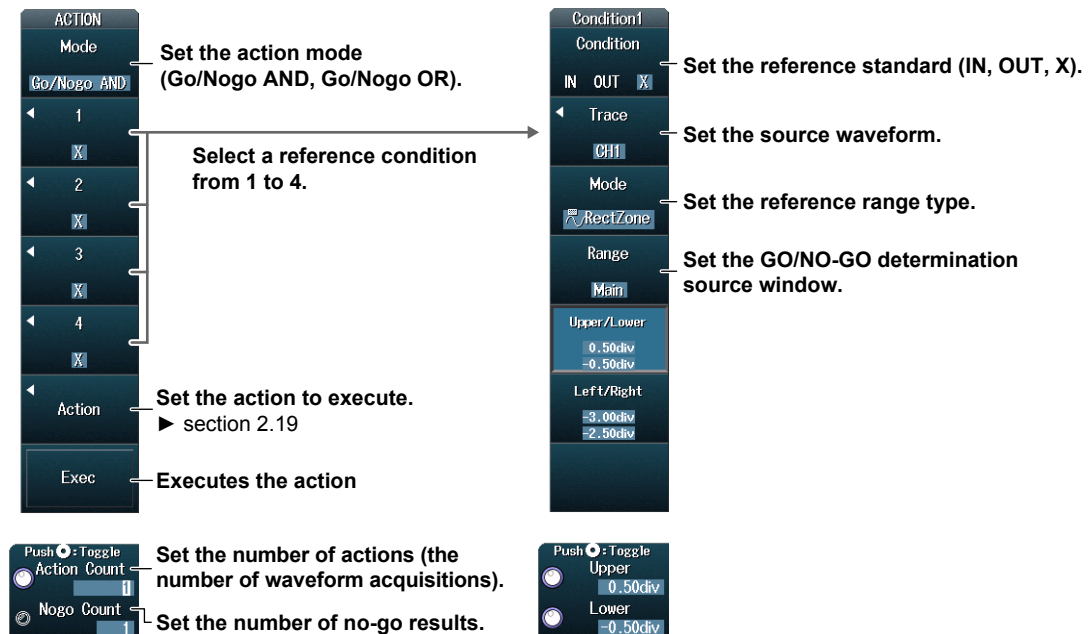 ACTION
Mode
Go/Nogo AND
Set the action mode
(Go/Nogo AND, Go/Nogo OR).
1
X
2
X
3
X
4
X
Select a reference condition
from 1 to 4.
Action
Set the action to execute.
► section 2.19
Exec
Executes the action
Push :Toggle
Action Count
1
Nogo Count
1
Set the number of actions (the
number of waveform acquisitions).
Set the number of no-go results.
Condition1
Condition
IN OUT X
Set the reference standard (IN, OUT, X).
Trace
CH1
Set the source waveform.
Mode
RectZone
Set the reference range type.
Range
Main
Set the GO/NO-GO determination
source window.
Upper/Lower
0.50div
-0.50div
Left/Right
-3.00div
-2.50div
Push :Toggle
Upper
0.50div
Lower
-0.50div